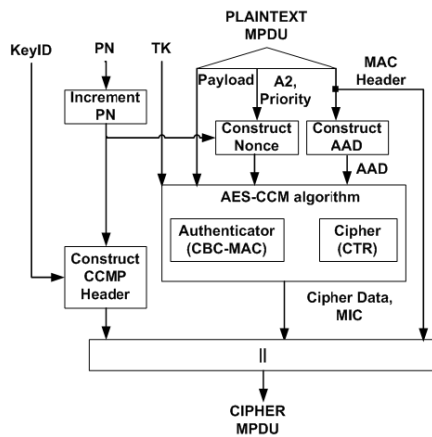 PLAINTEXT
MPDU
KeyID
PN
TK
MAC
Header
Payload
A2,
Priority
Increment
PN
Construct
Nonce
Construct
AAD
AAD
AES-CCM algorithm
Authenticator
(CBC-MAC)
Cipher
(CTR)
Construct
CCMP
Header
Cipher Data,
MIC
||
CIPHER
MPDU